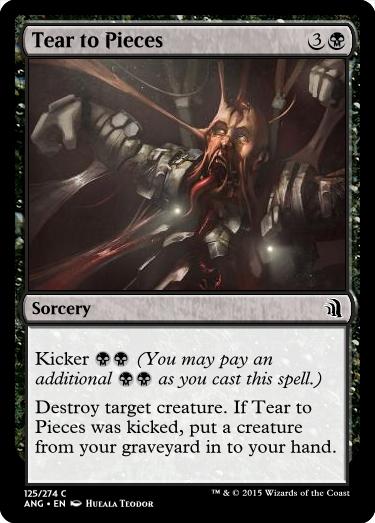 Tear to Pieces 3
Sorcery
Kicker (You may pay an
additional as you cast this spell.)
Destroy target creature. If Tear to
Pieces was kicked, put a creature
from your graveyard in to your hand.
125/274 C
ANG • EN Hueala Teodor
™ & © 2015 Wizards of the Coast